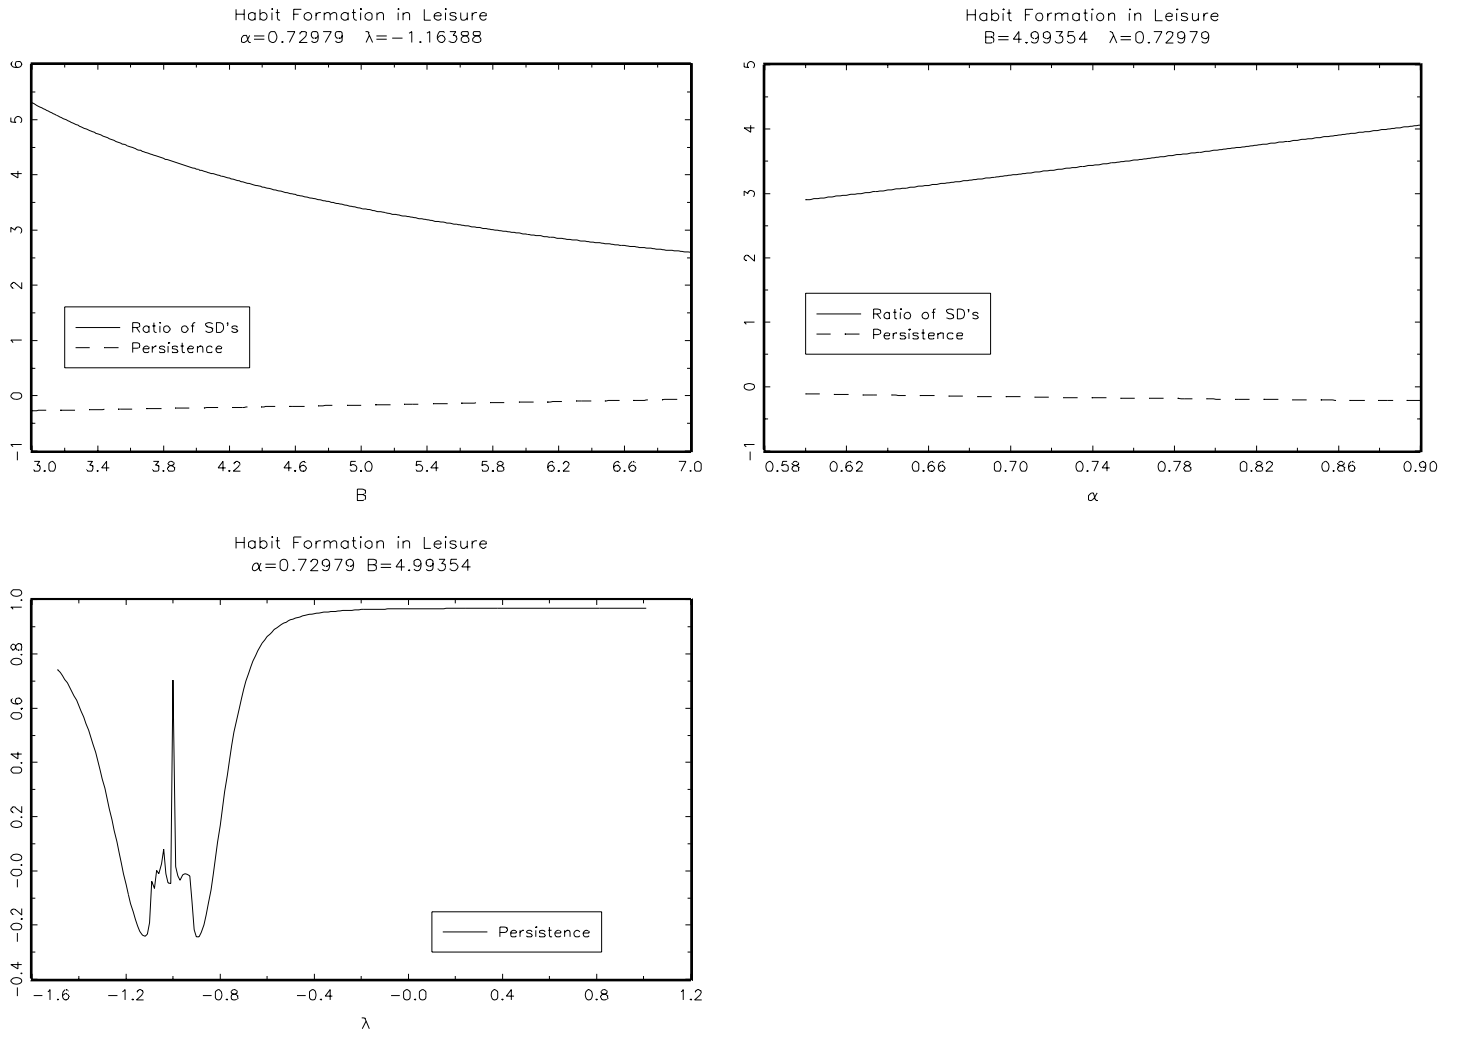 Habit Formation in Leisure
α=0.72979 λ=−1.16388
6
5
4
3
2
1
0
−1
3.0 3.4 3.8 4.2 4.6 5.0 5.4 5.8 6.2 6.6 7.0
B
Ratio of SD's
Persistence
Habit Formation in Leisure
B=4.99354 λ=0.72979
5
4
3
2
1
0
−1
0.58 0.62 0.66 0.70 0.74 0.78 0.82 0.86 0.90
α
Ratio of SD's
Persistence
Habit Formation in Leisure
α=0.72979 B=4.99354
1.0
0.8
0.6
0.4
0.2
−0.0
−0.2
−0.4
−1.6 −1.2 −0.8 −0.4 −0.0 0.4 0.8 1.2
λ
Persistence